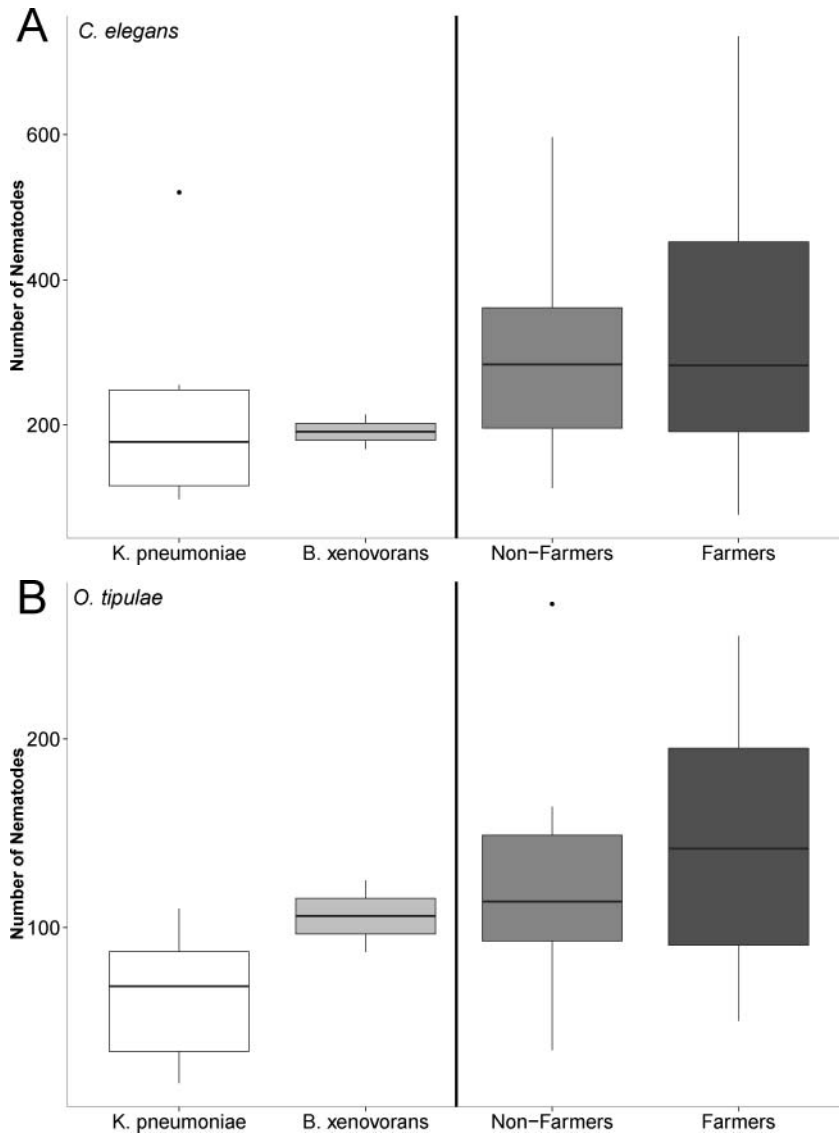 A
C. elegans
Number of Nematodes
600
400
200
K. pneumoniae B. xenovorans Non-Farmers Farmers
B
O. tipulae
Number of Nematodes
200
100
K. pneumoniae B. xenovorans Non-Farmers Farmers